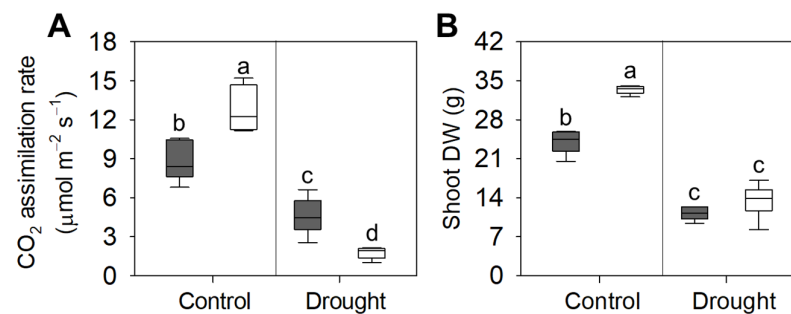 A
CO₂ assimilation rate
(μmol m⁻² s⁻¹)
18
15
12
9
6
3
0
b
a
c
d
Control
Drought
B
Shoot DW (g)
42
35
28
21
14
7
0
b
a
c
c
Control
Drought